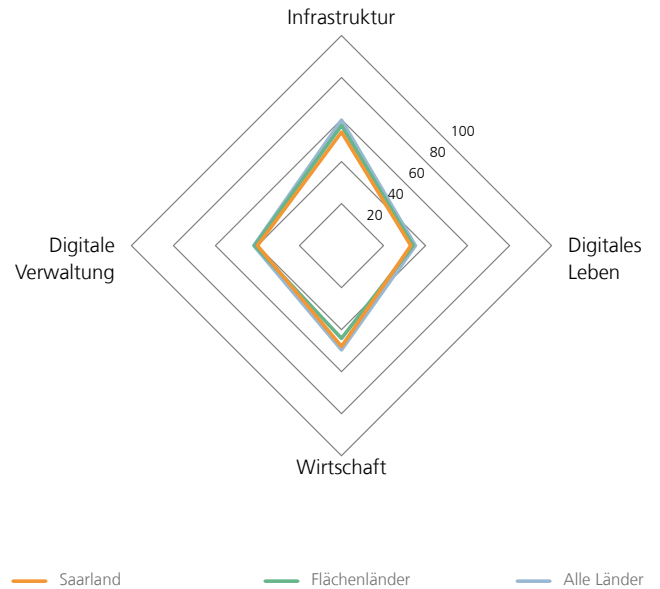 Infrastruktur
100
80
60
40
20
Digitale
Verwaltung
Digitales
Leben
Wirtschaft
Saarland
Flächenländer
Alle Länder